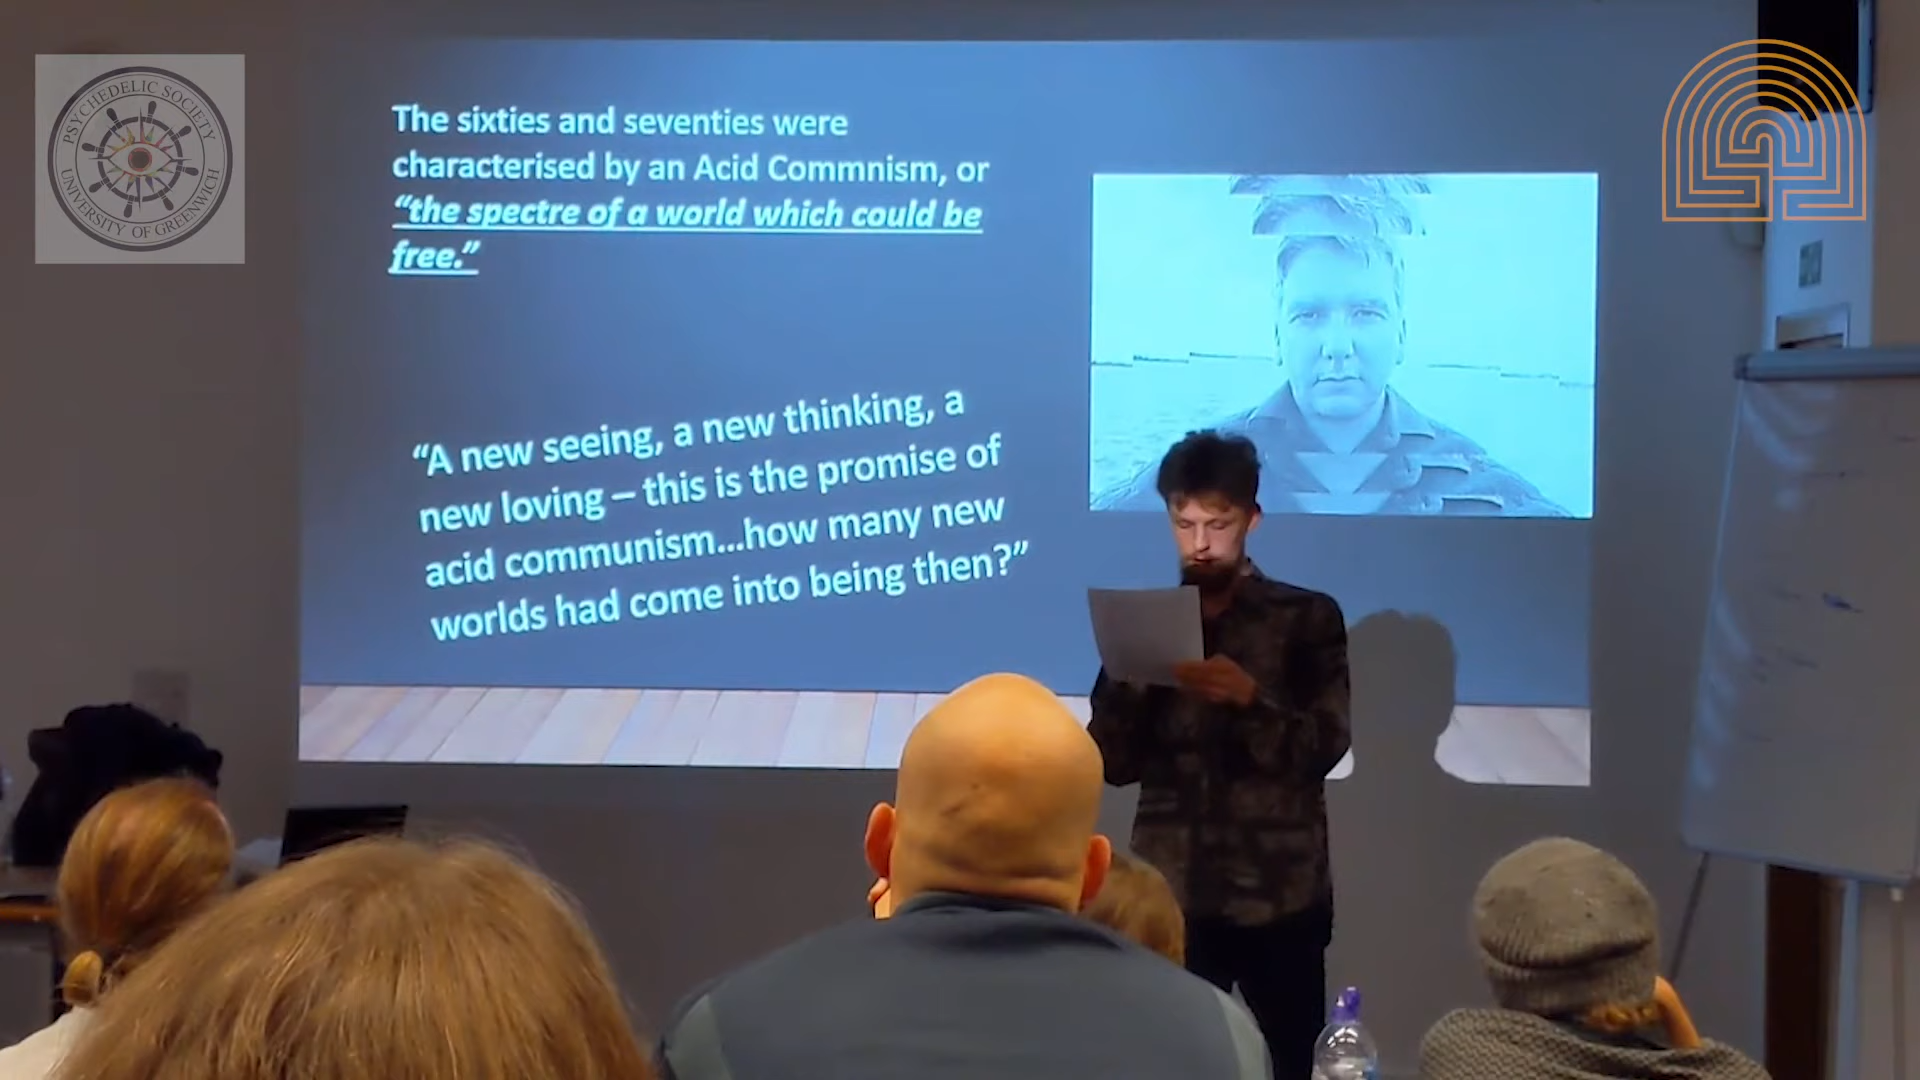 PSYCHEDELIC SOCIETY
UNIVERSITY OF GREENWICH
The sixties and seventies were
characterised by an Acid Commnism, or
“the spectre of a world which could be
free.”
“A new seeing, a new thinking, a
new loving – this is the promise of
acid communism...how many new
worlds had come into being then?”